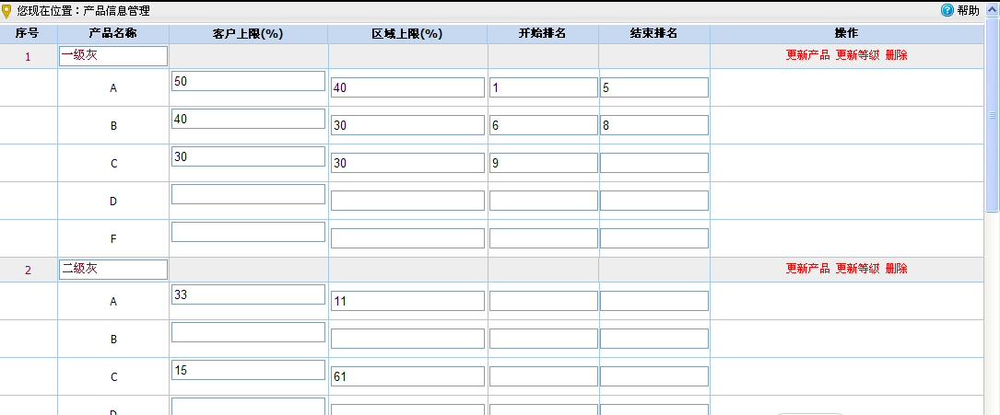 您现在位置：产品信息管理 帮助
序号 产品名称 客户上限(%) 区域上限(%) 开始排名 结束排名 操作
1 一级灰 更新产品 更新等级 删除
A 50 40 1 5
B 40 30 6 8
C 30 30 9
D
F
2 二级灰 更新产品 更新等级 删除
A 33 11
B
C 15 61
D